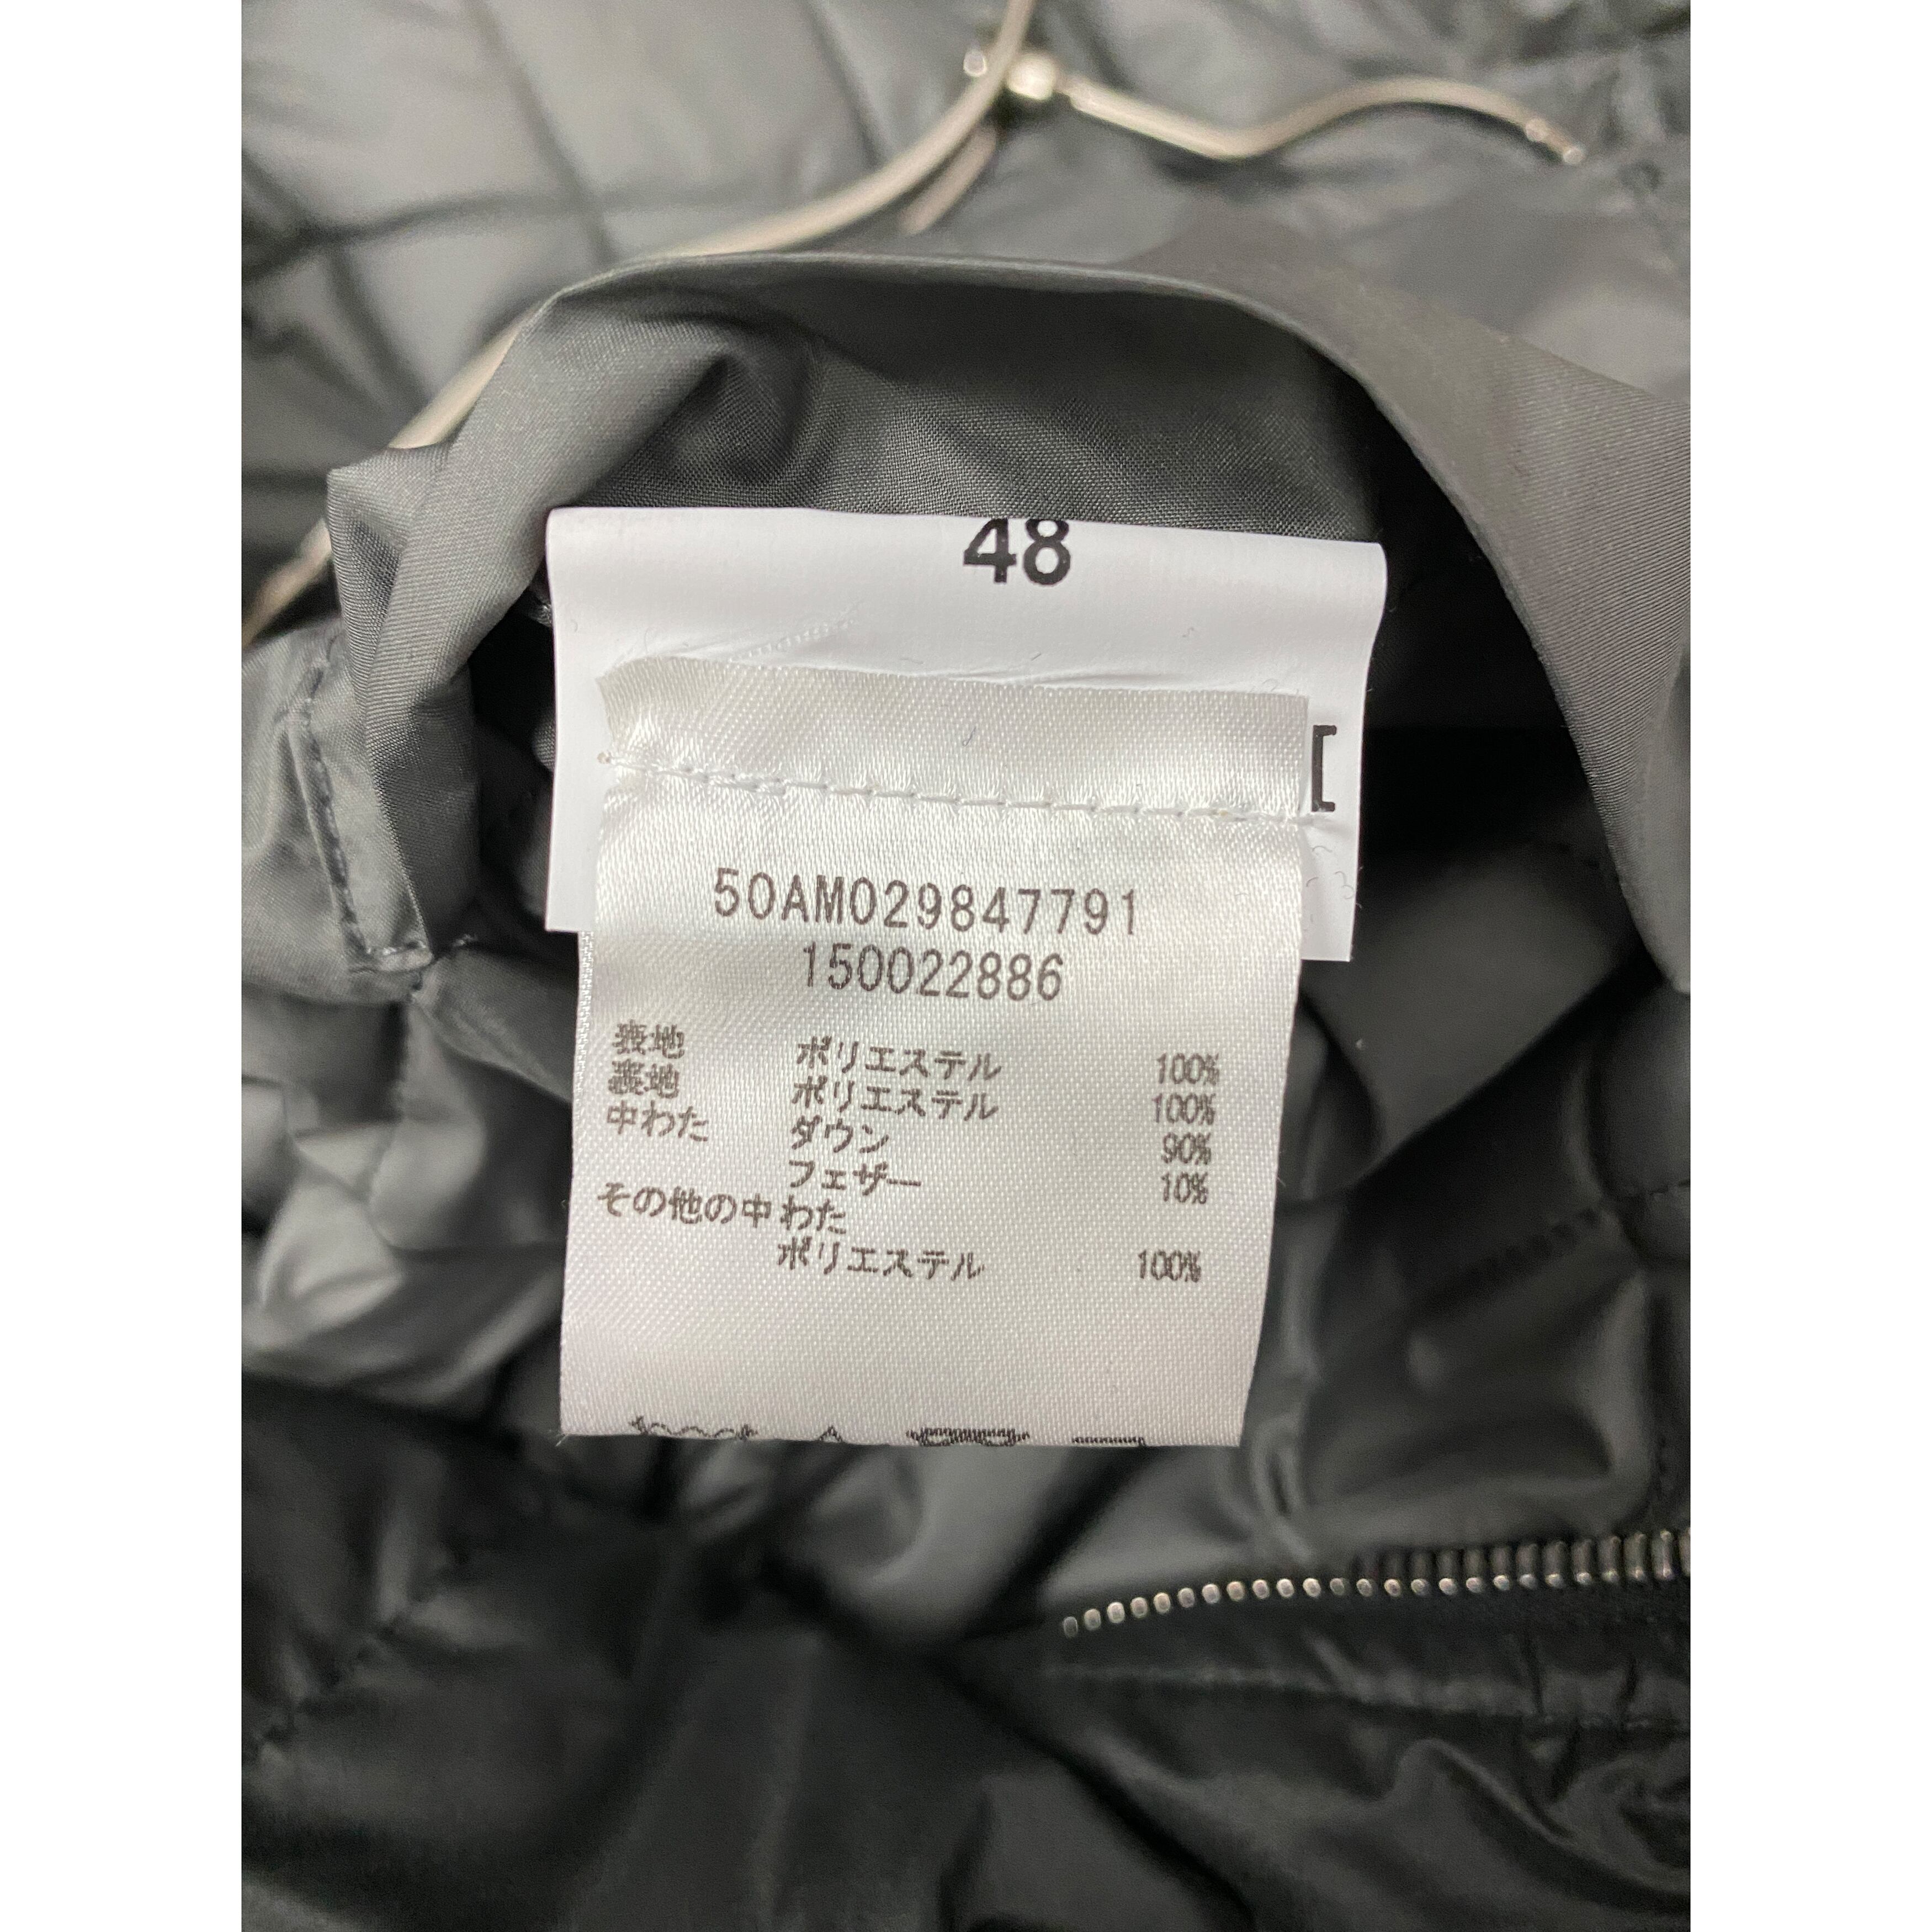 48
50AM029847791
150022886
表地 ポリエステル 100%
裏地 ポリエステル 100%
中わた ダウン 90%
フェザー 10%
その他の中わた
ポリエステル 100%